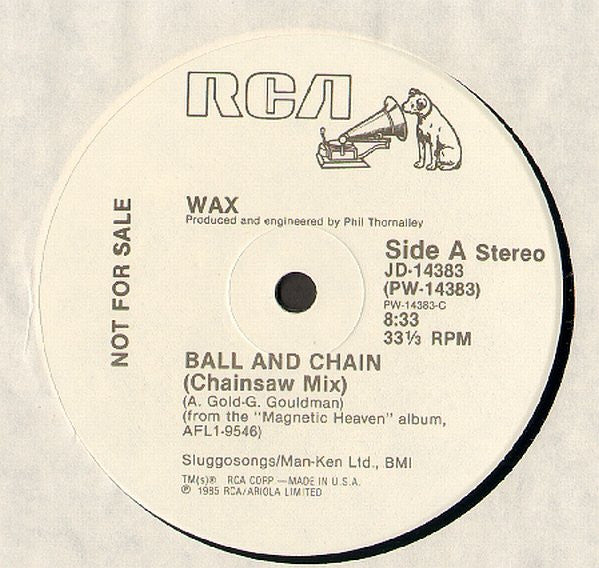 RCA
NOT FOR SALE
WAX
Produced and engineered by Phil Thornalley
Side A Stereo
JD-14383
(PW-14383)
PW-14383-C
8:33
33⅓ RPM
BALL AND CHAIN
(Chainsaw Mix)
(A. Gold-G. Gouldman)
(from the "Magnetic Heaven" album,
AFL1-9546)
Sluggosongs/Man-Ken Ltd., BMI
TM(s)® RCA CORP —MADE IN U.S.A.
℗ 1985 RCA/ARIOLA LIMITED